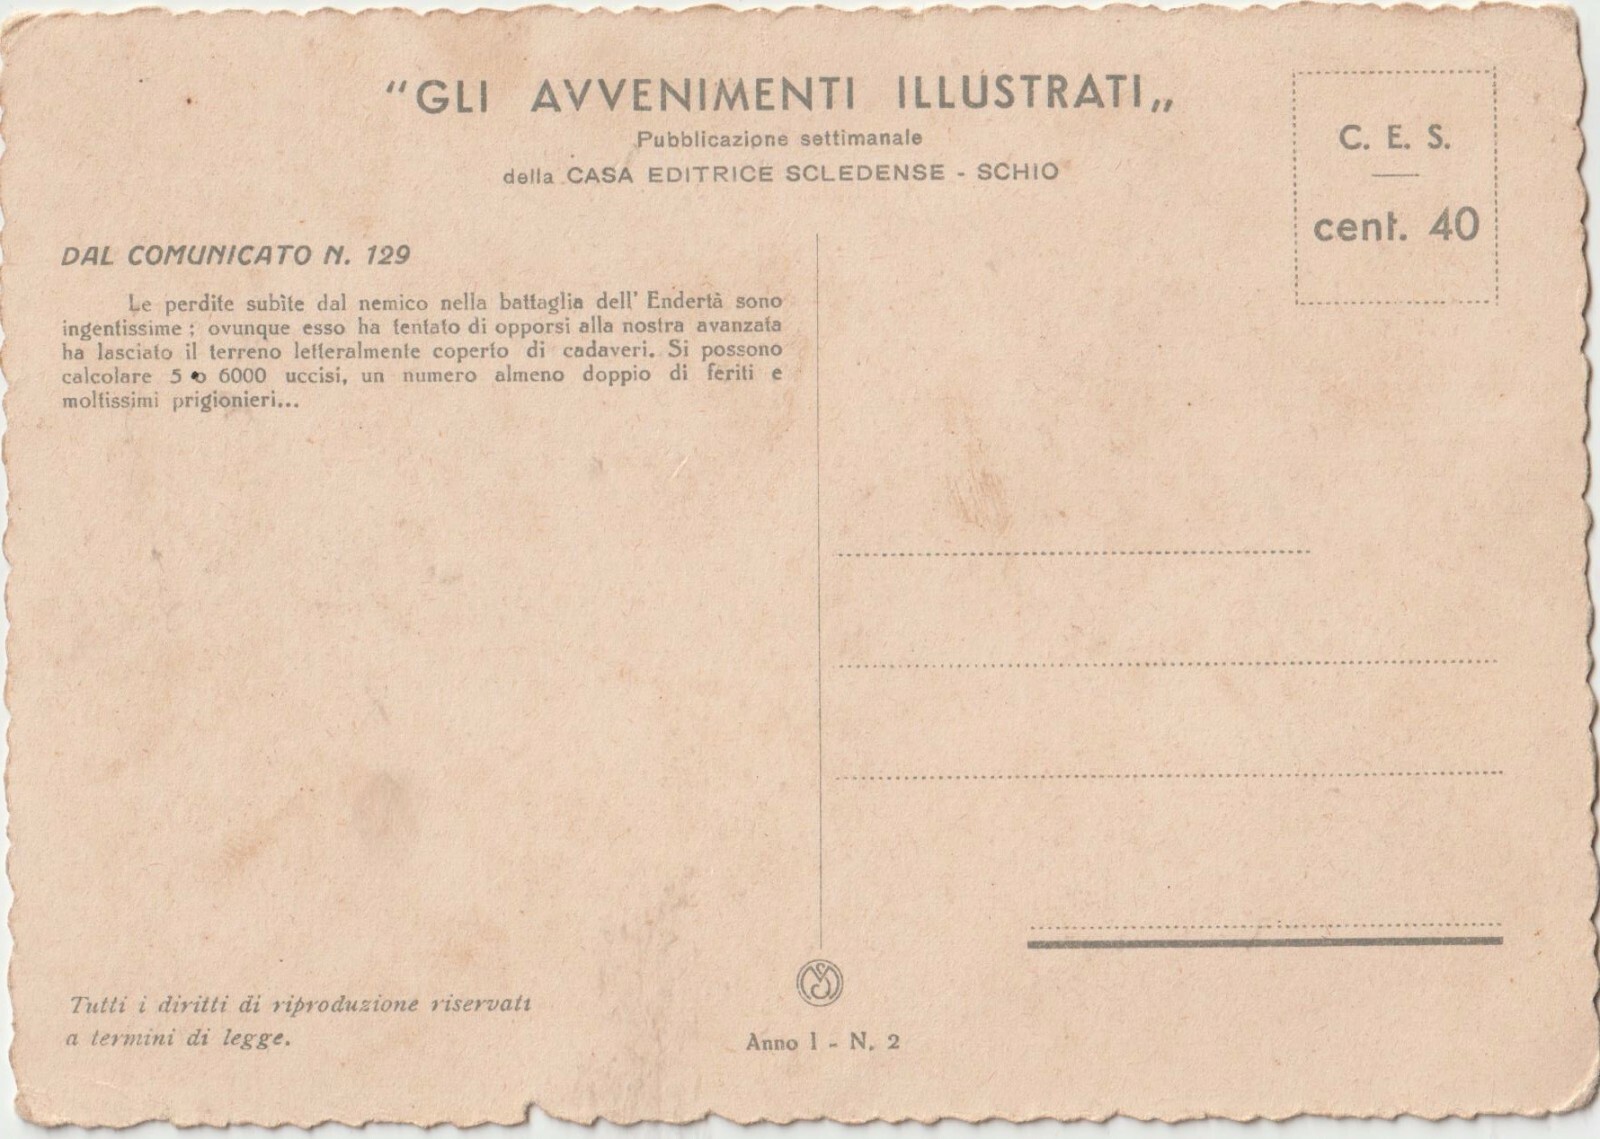 “GLI AVVENIMENTI ILLUSTRATI„
Pubblicazione settimanale
della CASA EDITRICE SCLEDENSE - SCHIO
C. E. S.
cent. 40
DAL COMUNICATO N. 129
Le perdite subìte dal nemico nella battaglia dell' Endertà sono
ingentissime ; ovunque esso ha tentato di opporsi alla nostra avanzata
ha lasciato il terreno letteralmente coperto di cadaveri. Si possono
calcolare 5 o 6000 uccisi, un numero almeno doppio di feriti e
moltissimi prigionieri...
Tutti i diritti di riproduzione riservati
a termini di legge.
Anno I - N. 2